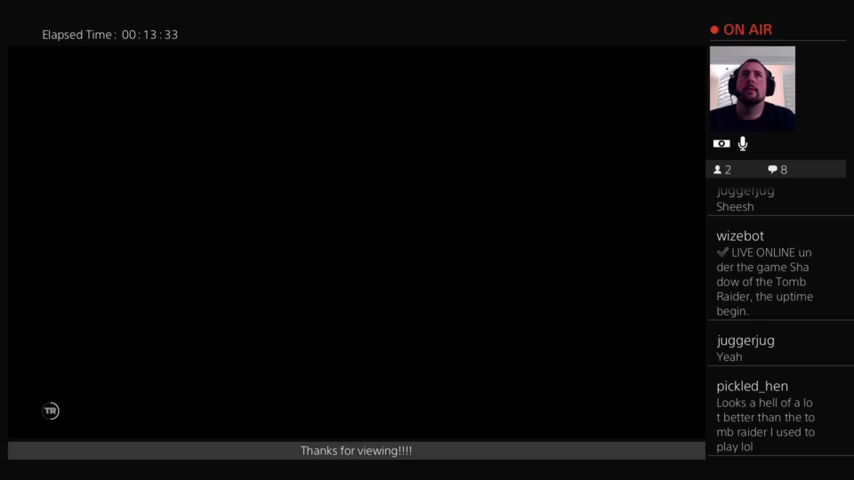 Elapsed Time: 00:13:33
ON AIR
2
8
juggerjug
Sheesh
wizebot
LIVE ONLINE un
der the game Sha
dow of the Tomb
Raider, the uptime
begin.
juggerjug
Yeah
pickled_hen
Looks a hell of a lo
t better than the to
mb raider I used to
play lol
TR
Thanks for viewing!!!!